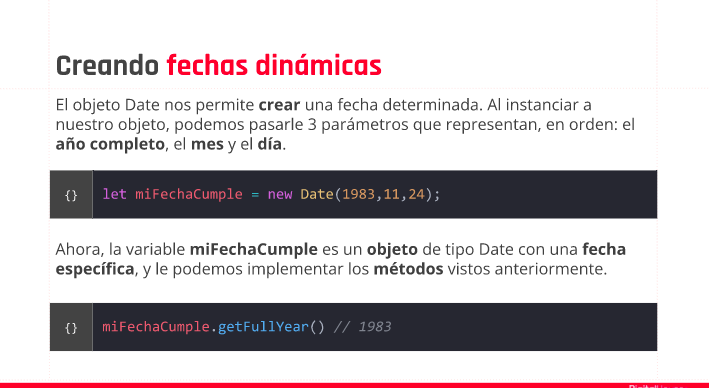 Creando fechas dinámicas
El objeto Date nos permite crear una fecha determinada. Al instanciar a
nuestro objeto, podemos pasarle 3 parámetros que representan, en orden: el
año completo, el mes y el día.
{} let miFechaCumple = new Date(1983,11,24);
Ahora, la variable miFechaCumple es un objeto de tipo Date con una fecha
específica, y le podemos implementar los métodos vistos anteriormente.
{} miFechaCumple.getFullYear() // 1983